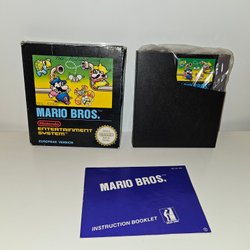 MARIO BROS.
Nintendo
ENTERTAINMENT
SYSTEM
EUROPEAN VERSION
MARIO BROS.
INSTRUCTION BOOKLET